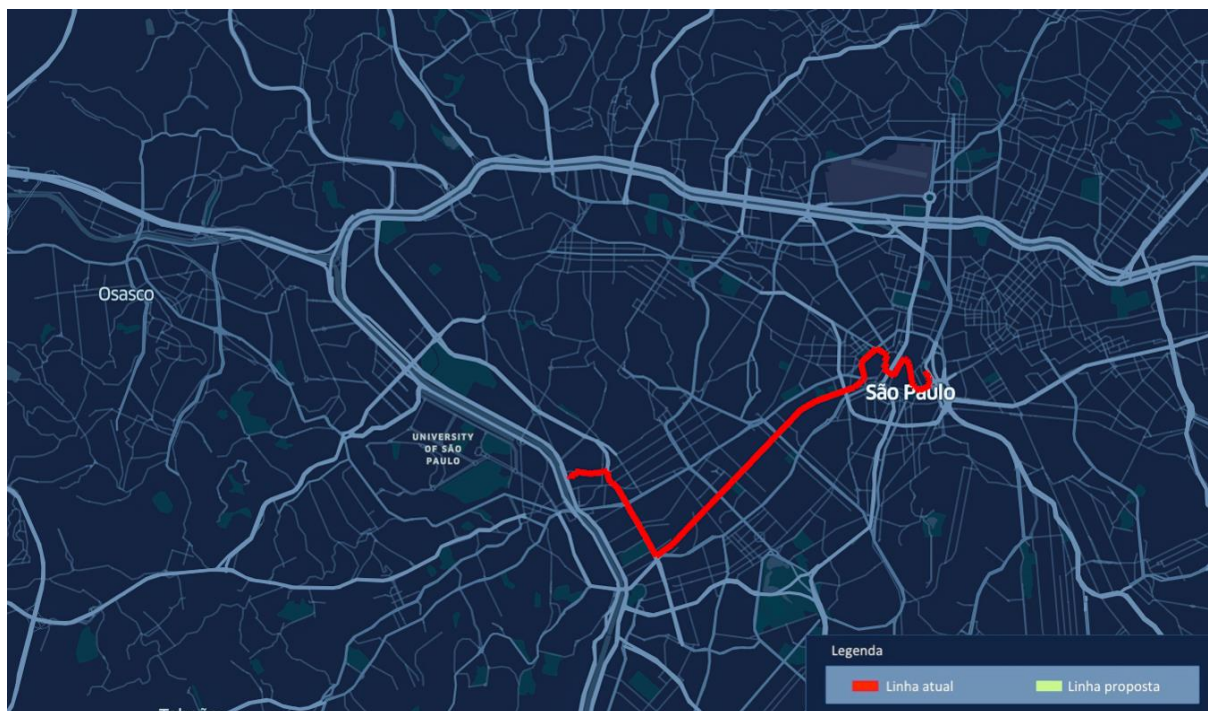 Osasco
São Paulo
UNIVERSITY
OF SÃO
PAULO
Legenda
Linha atual
Linha proposta